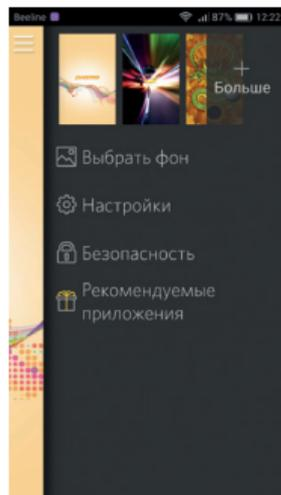 Beeline 87% 12:22
Больше
Выбрать фон
Настройки
Безопасность
Рекомендуемые
приложения